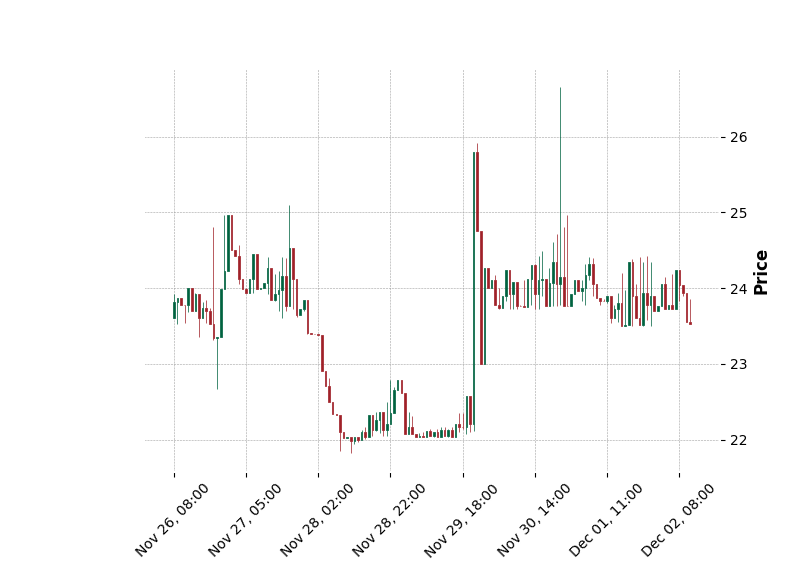 26
25
24
23
22
Price
Nov 26, 08:00
Nov 27, 05:00
Nov 28, 02:00
Nov 28, 22:00
Nov 29, 18:00
Nov 30, 14:00
Dec 01, 11:00
Dec 02, 08:00